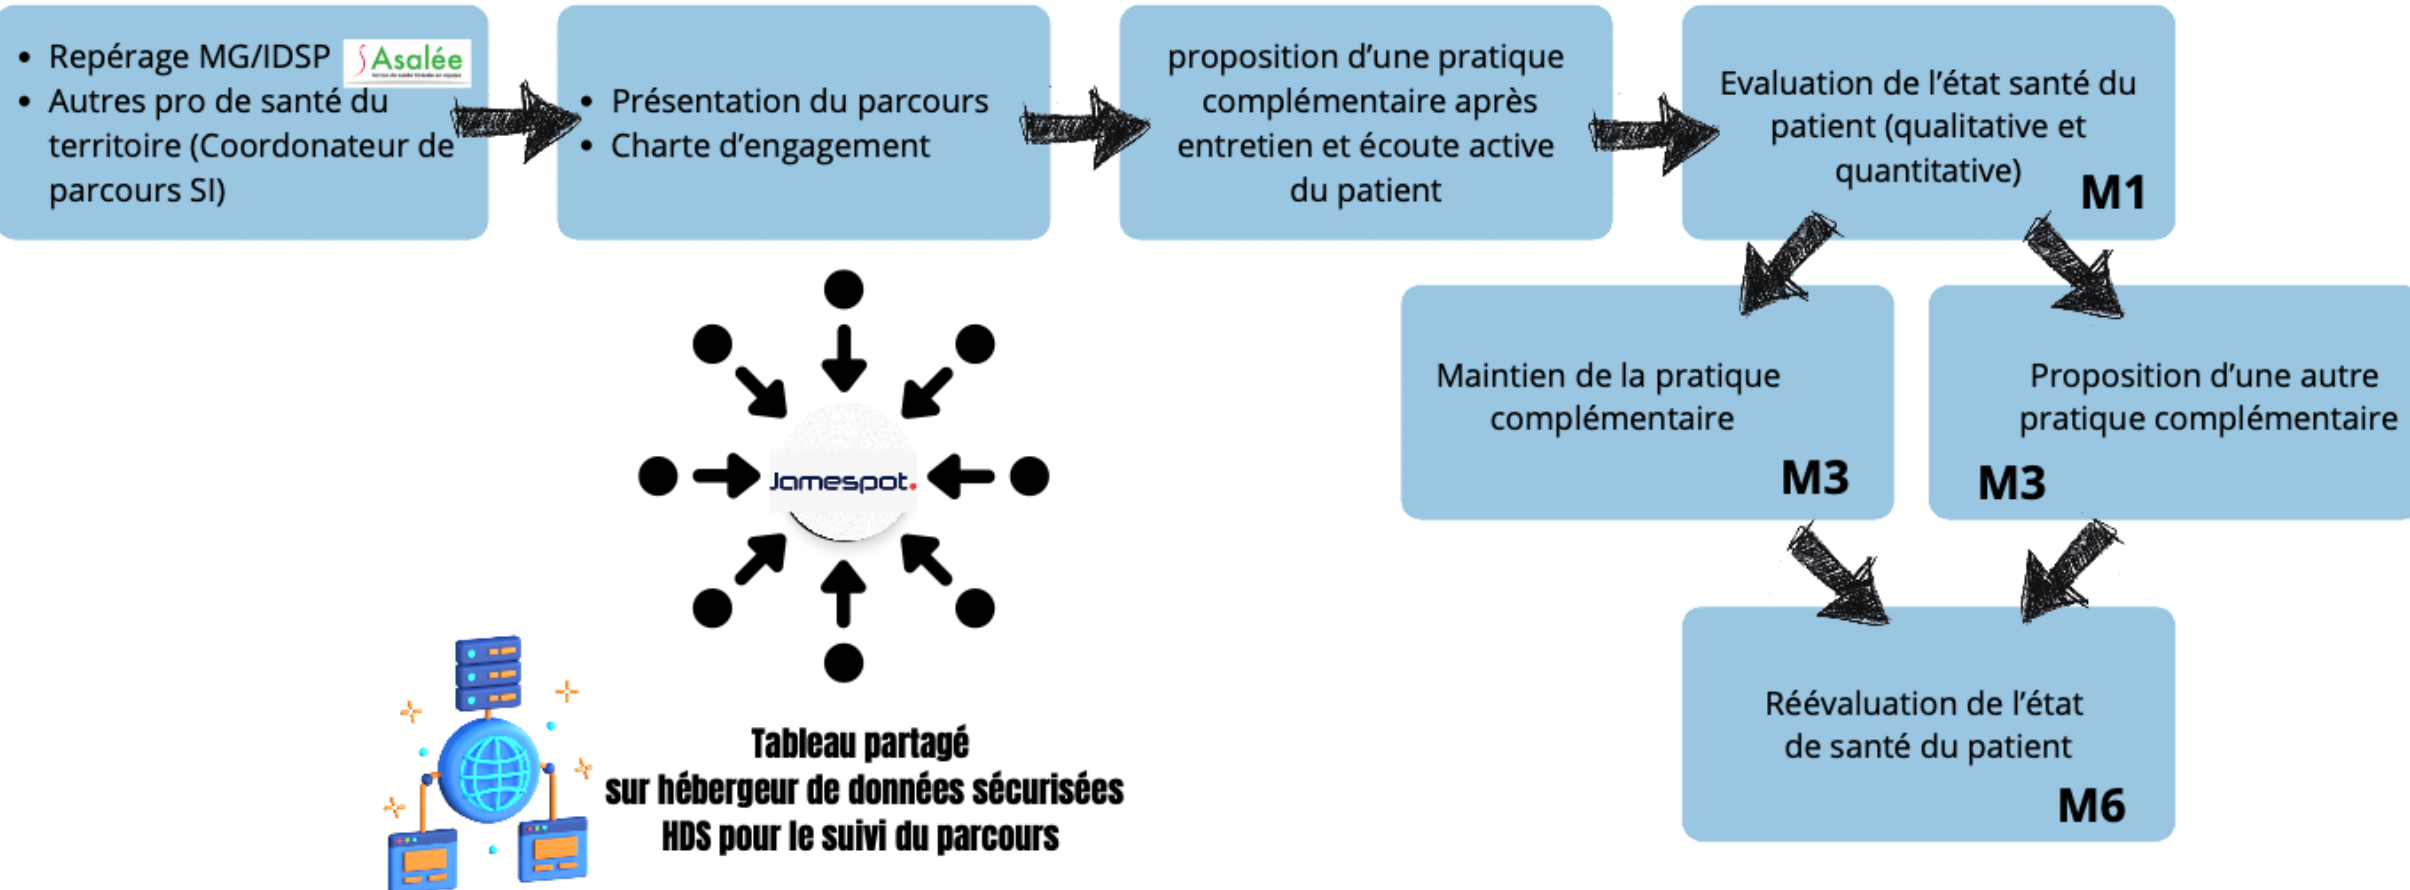 • Repérage MG/IDSP
Asalée
• Autres pro de santé du
territoire (Coordonateur de
parcours SI)
• Présentation du parcours
• Charte d’engagement
proposition d’une pratique
complémentaire après
entretien et écoute active
du patient
Evaluation de l’état santé du
patient (qualitative et
quantitative)
M1
Maintien de la pratique
complémentaire
M3
Proposition d’une autre
pratique complémentaire
M3
Réévaluation de l’état
de santé du patient
M6
Jamespot.
Tableau partagé
sur hébergeur de données sécurisées
HDS pour le suivi du parcours